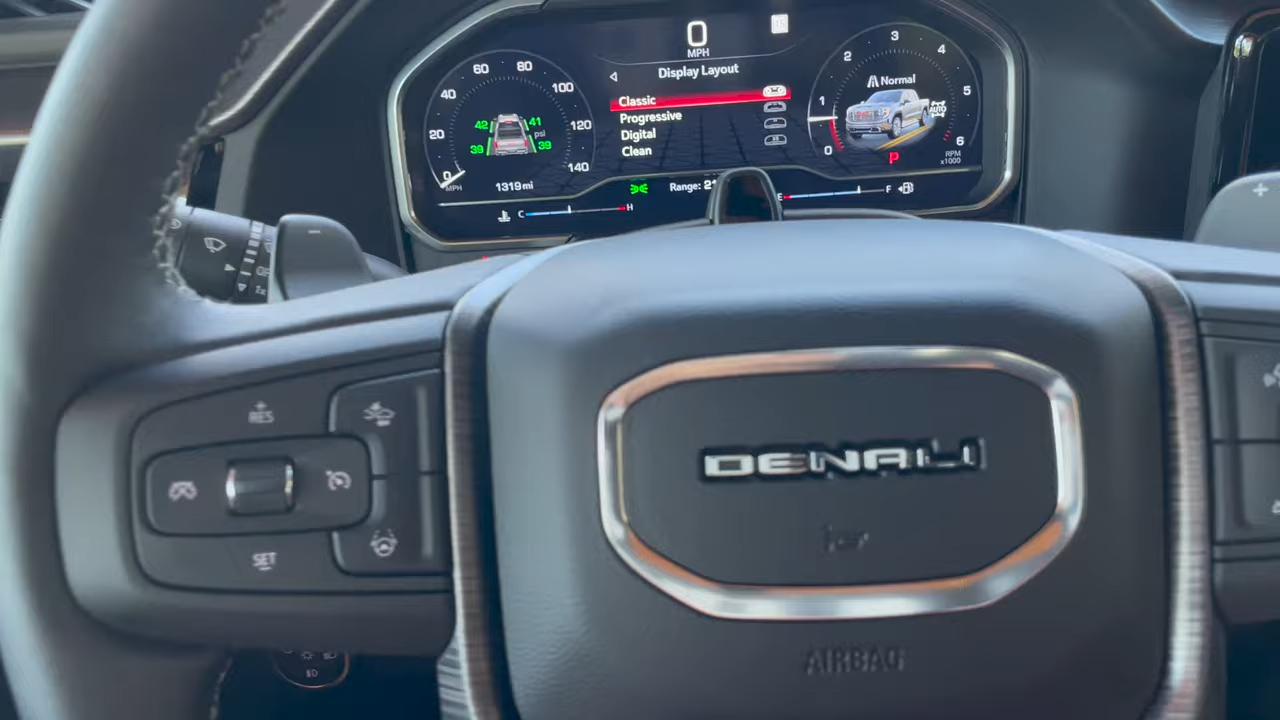 0
MPH
Display Layout
Classic
Progressive
Digital
Clean
0
20
40
60
80
100
120
140
MPH
42
41
psi
39
39
1319 mi
C
H
Range:
E
F
0
1
2
3
4
5
6
Normal
AUTO
P
RPM
x1000
RES
SET
DENALI
AIRBAG